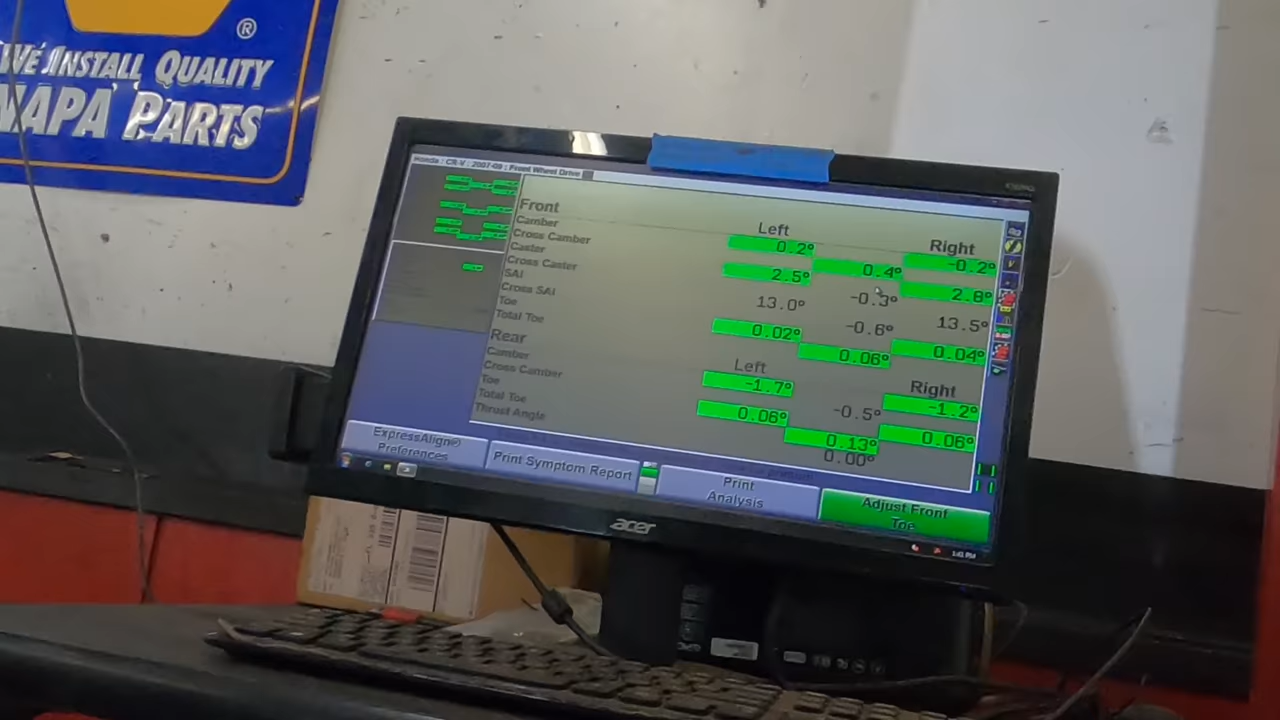 ®
WE INSTALL QUALITY
NAPA PARTS
Honda : CR-V : 2007-09 : Front Wheel Drive
Front
Left
Right
Camber
0.2°
-0.2°
Cross Camber
0.4°
Caster
2.5°
2.8°
Cross Caster
-0.3°
SAI
13.0°
13.5°
Cross SAI
-0.6°
Toe
0.02°
0.04°
Total Toe
0.06°
Rear
Left
Right
Camber
-1.7°
-1.2°
Cross Camber
-0.5°
Toe
0.06°
0.06°
Total Toe
0.13°
Thrust Angle
0.00°
ExpressAlign®
Preferences
Print Symptom Report
Print
Analysis
Adjust Front
Toe
acer